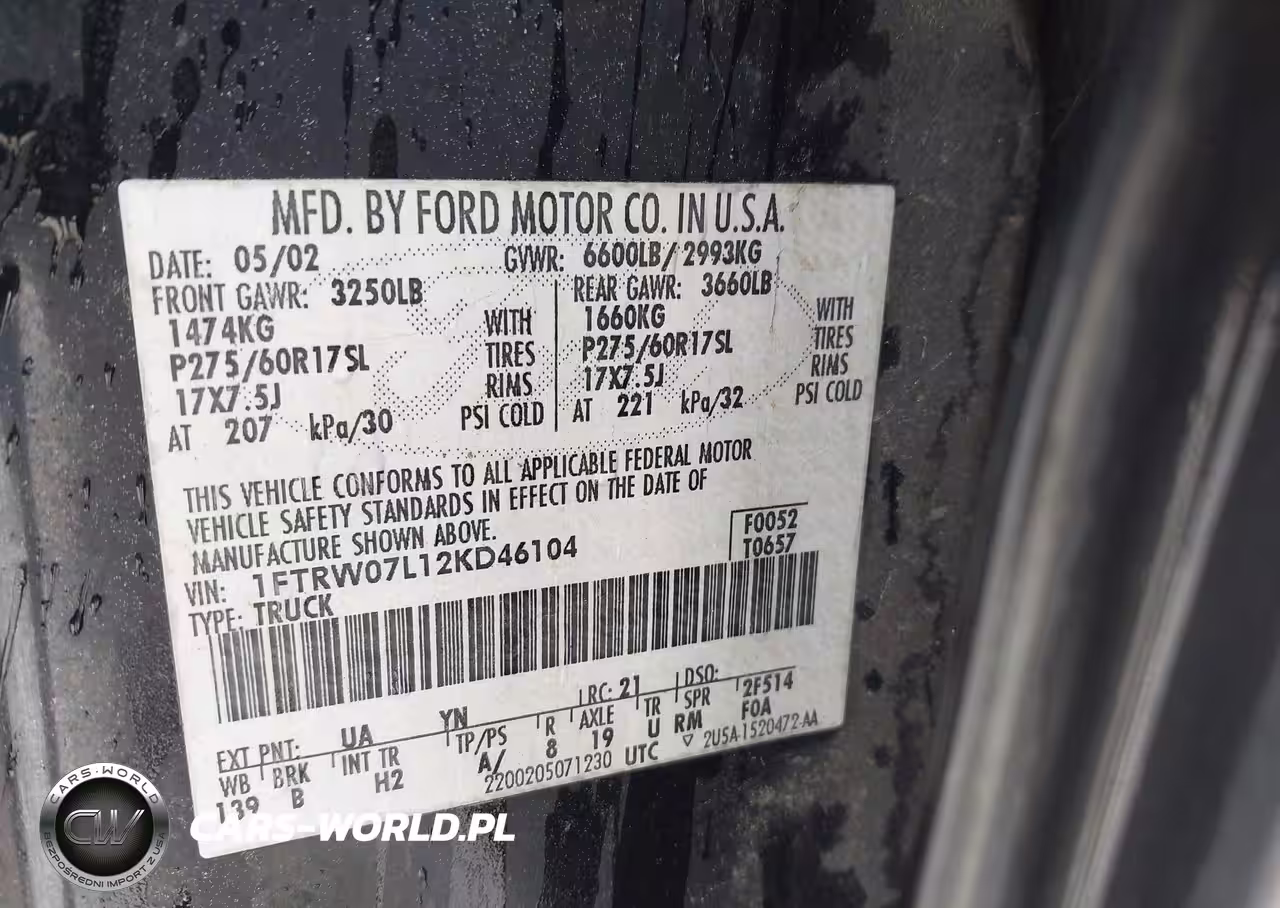 MFD. BY FORD MOTOR CO. IN U.S.A.
DATE: 05/02 GVWR: 6600LB/ 2993KG
FRONT GAWR: 3250LB REAR GAWR: 3660LB
1474KG WITH 1660KG WITH
P275/60R17SL TIRES P275/60R17SL TIRES
17X7.5J RIMS 17X7.5J RIMS
AT 207 kPa/30 PSI COLD AT 221 kPa/32 PSI COLD
THIS VEHICLE CONFORMS TO ALL APPLICABLE FEDERAL MOTOR
VEHICLE SAFETY STANDARDS IN EFFECT ON THE DATE OF
MANUFACTURE SHOWN ABOVE.
F0052
VIN: 1FTRW07L12KD46104 T0657
TYPE: TRUCK
EXT PNT: UA YN RC: 21 DSO: 2F514
WB BRK INT TR TP/PS R AXLE TR SPR F0A
139 B H2 A/ 8 19 U RM
2200205071230 UTC ▽ 2U5A-1520472-AA
CARS-WORLD
CW
BEZPOŚREDNI IMPORT Z USA
CARS-WORLD.PL